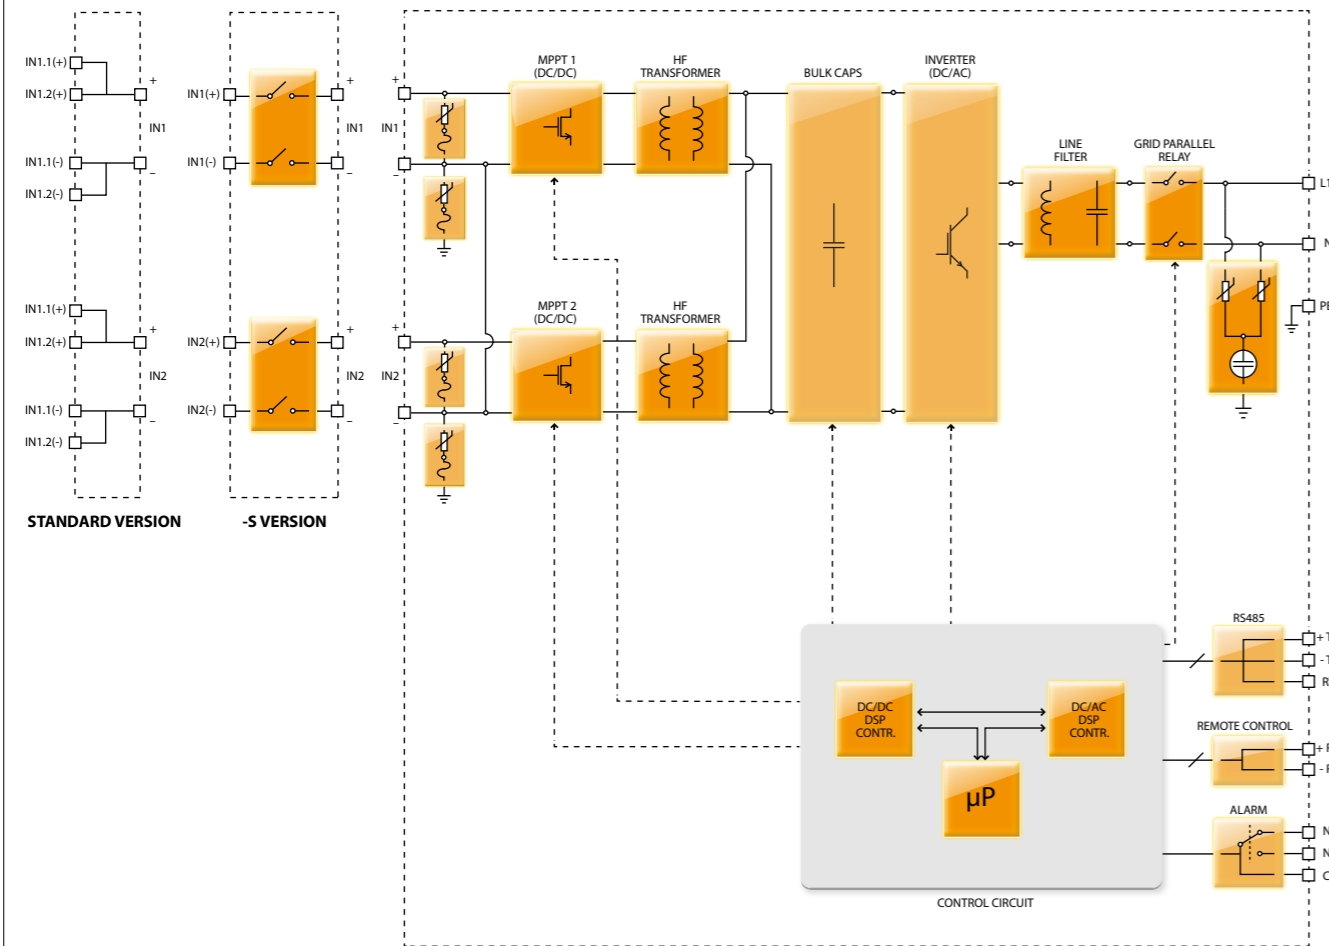 IN1.1(+)
IN1.2(+)
+
IN1
IN1.1(-)
IN1.2(-)
–
IN1.1(+)
IN1.2(+)
+
IN2
IN1.1(-)
IN1.2(-)
–
STANDARD VERSION
IN1(+)
+
IN1
IN1(-)
–
IN2(+)
+
IN2
IN2(-)
–
-S VERSION
+
IN1
–
+
IN2
–
MPPT 1
(DC/DC)
HF
TRANSFORMER
MPPT 2
(DC/DC)
HF
TRANSFORMER
BULK CAPS
INVERTER
(DC/AC)
LINE
FILTER
GRID PARALLEL
RELAY
L1
N
PE
DC/DC
DSP
CONTR.
DC/AC
DSP
CONTR.
µP
CONTROL CIRCUIT
RS485
+ T
- T
R
REMOTE CONTROL
+ R
- R
ALARM
N
N
C